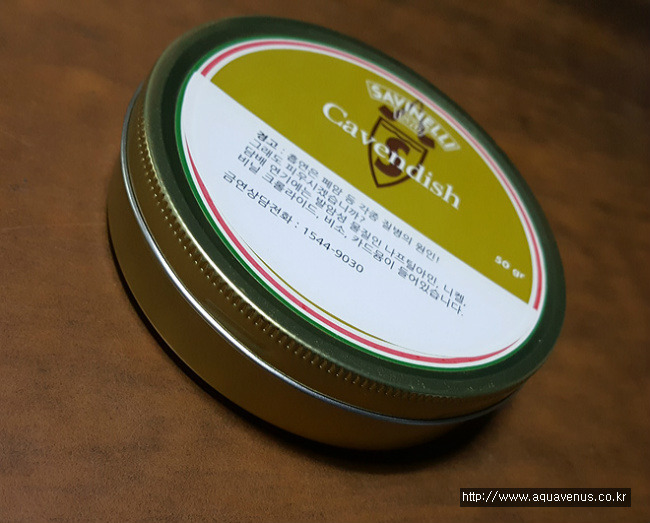 SAVINELLI
Cavendish
S
50 gr
경고 : 흡연은 폐암 등 각종 질병의 원인!
그래도 피우시겠습니까?
담배 연기에는 발암성 물질인 나프틸아민, 니켈,
비닐 크롤라이드, 비소, 카드뮴이 들어있습니다.
금연상담전화 : 1544-9030
http://www.aquavenus.co.kr